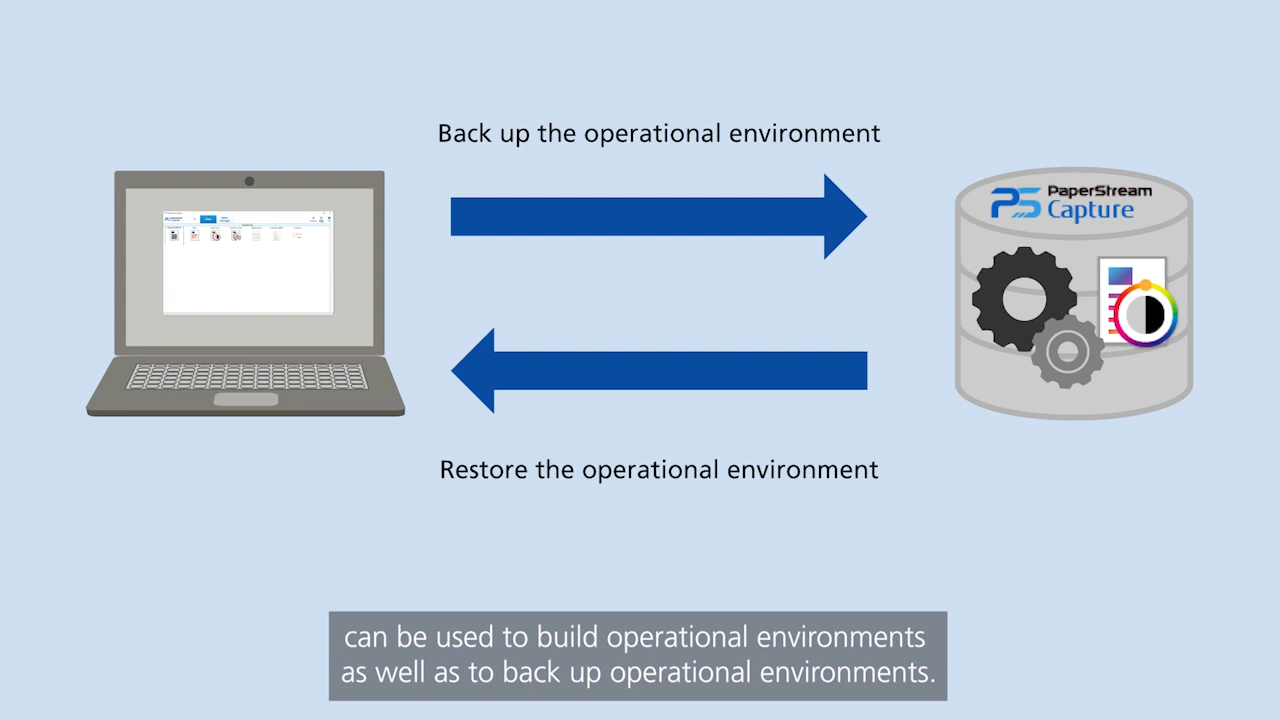 Back up the operational environment
PS PaperStream
Capture
Restore the operational environment
can be used to build operational environments
as well as to back up operational environments.